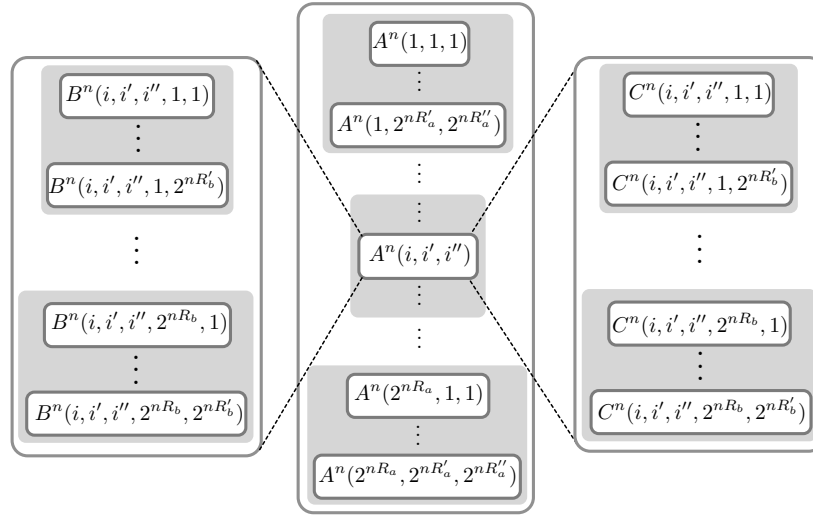 B^n(i, i', i'', 1, 1)
⋮
B^n(i, i', i'', 1, 2^{nR'_b})
⋮
B^n(i, i', i'', 2^{nR_b}, 1)
⋮
B^n(i, i', i'', 2^{nR_b}, 2^{nR'_b})
A^n(1, 1, 1)
⋮
A^n(1, 2^{nR'_a}, 2^{nR''_a})
⋮
⋮
A^n(i, i', i'')
⋮
⋮
A^n(2^{nR_a}, 1, 1)
⋮
A^n(2^{nR_a}, 2^{nR'_a}, 2^{nR''_a})
C^n(i, i', i'', 1, 1)
⋮
C^n(i, i', i'', 1, 2^{nR'_b})
⋮
C^n(i, i', i'', 2^{nR_b}, 1)
⋮
C^n(i, i', i'', 2^{nR_b}, 2^{nR'_b})